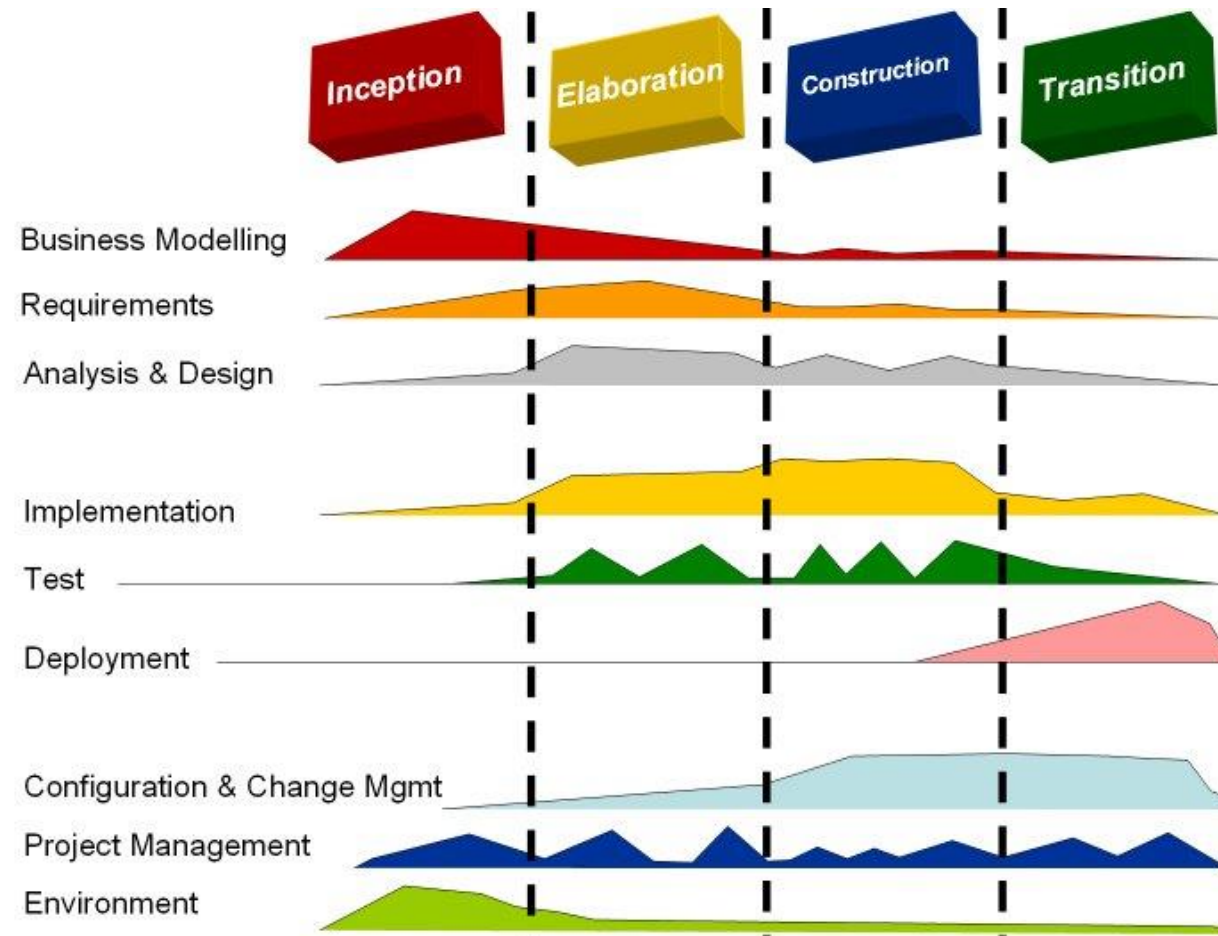 Inception
Elaboration
Construction
Transition
Business Modelling
Requirements
Analysis & Design
Implementation
Test
Deployment
Configuration & Change Mgmt
Project Management
Environment